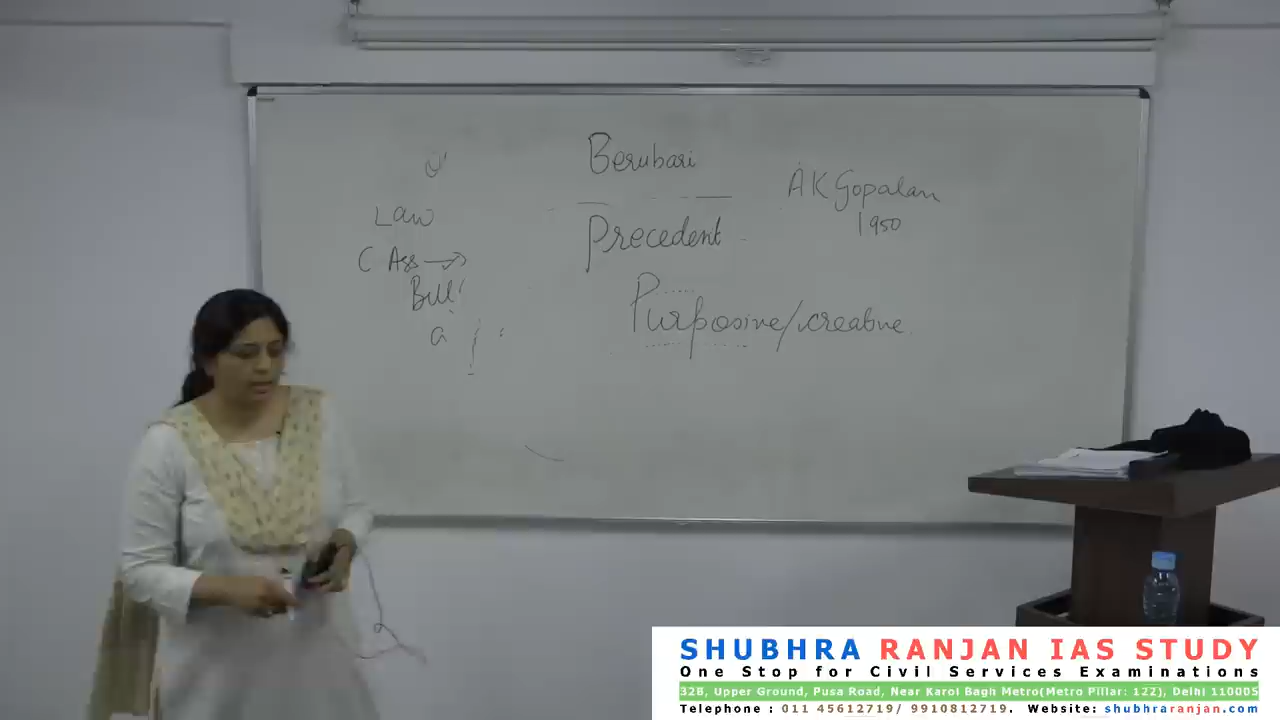 Berubari
AK Gopalan
1950
Law
Precedent
C Ass →
Bill
Purposive/creative
a
SHUBHRA RANJAN IAS STUDY
One Stop for Civil Services Examinations
32B, Upper Ground, Pusa Road, Near Karol Bagh Metro(Metro Pillar: 122), Delhi 110005
Telephone : 011 45612719/ 9910812719. Website: shubhraranjan.com